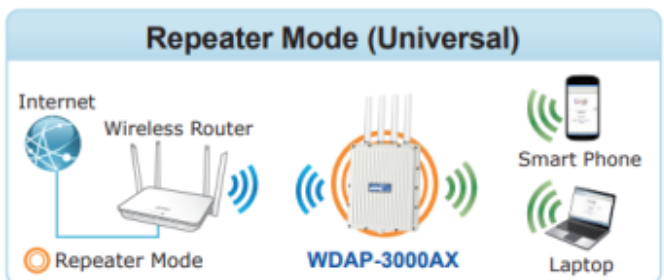 Repeater Mode (Universal)
Internet
Wireless Router
Smart Phone
Repeater Mode
WDAP-3000AX
Laptop